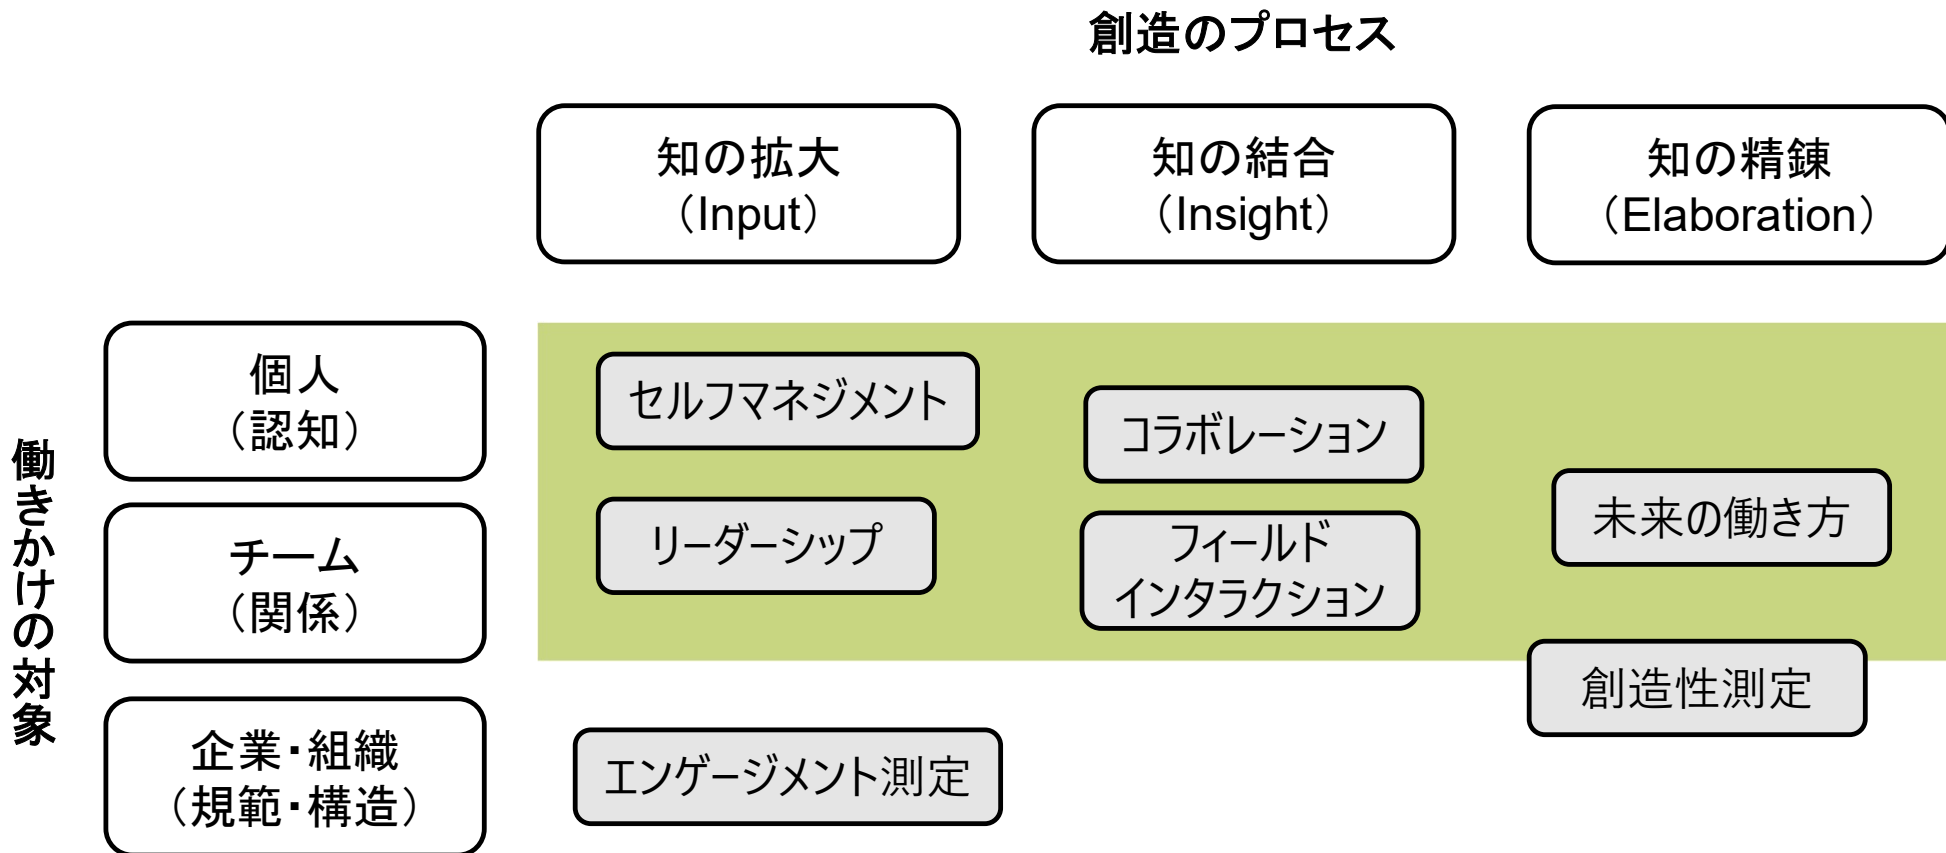 創造のプロセス
知の拡大
（Input）
知の結合
（Insight）
知の精錬
（Elaboration）
働きかけの対象
個人
（認知）
セルフマネジメント
コラボレーション
チーム
（関係）
リーダーシップ
フィールド
インタラクション
未来の働き方
創造性測定
企業・組織
（規範・構造）
エンゲージメント測定